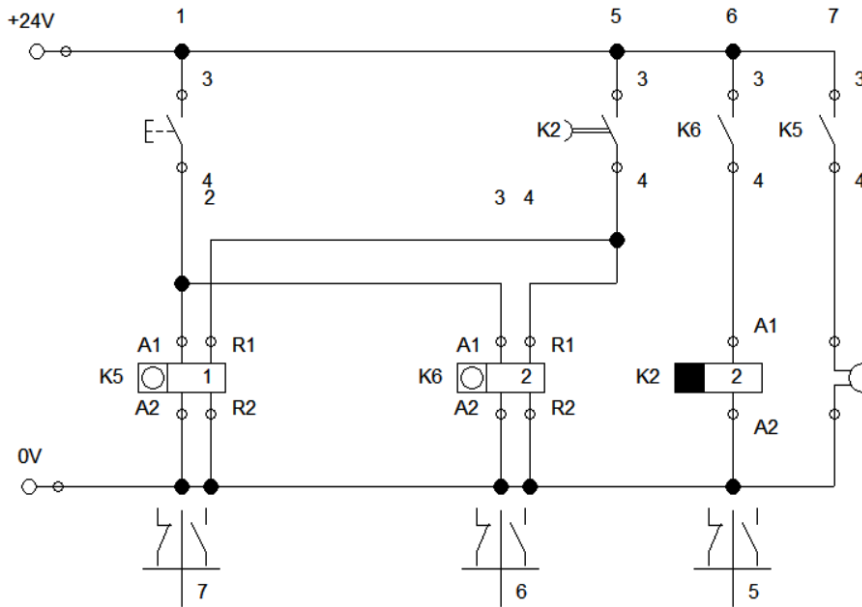 1 5 6 7
+24V
3 3 3 3
K2 K6 K5
4 4 4 4
2 3 4
A1 R1 A1 R1 A1
K5 1 K6 2 K2 2
A2 R2 A2 R2 A2
0V
7 6 5